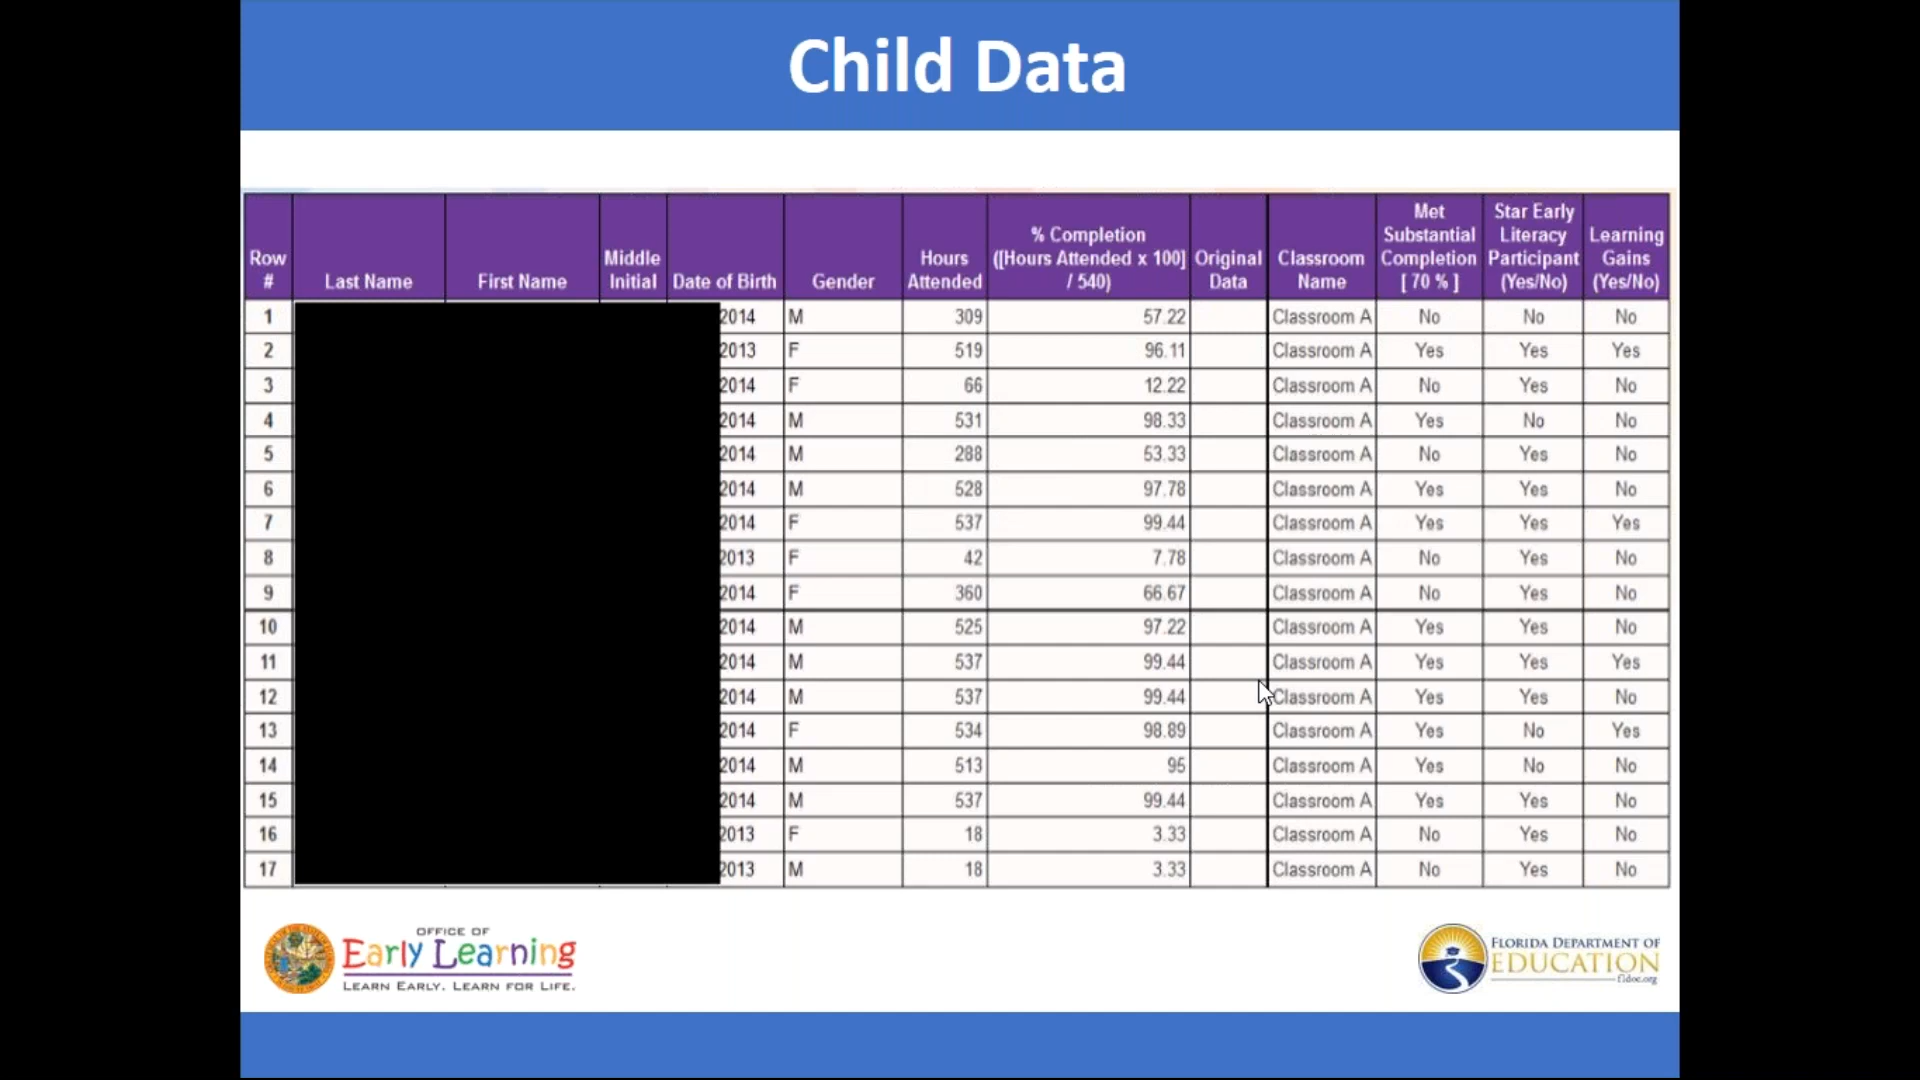 Child Data
Row # Last Name First Name Middle Initial Date of Birth Gender Hours Attended % Completion ([Hours Attended x 100] / 540) Original Data Classroom Name Met Substantial Completion [ 70 % ] Star Early Literacy Participant (Yes/No) Learning Gains (Yes/No)
1 2014 M 309 57.22 Classroom A No No No
2 2013 F 519 96.11 Classroom A Yes Yes Yes
3 2014 F 66 12.22 Classroom A No Yes No
4 2014 M 531 98.33 Classroom A Yes No No
5 2014 M 288 53.33 Classroom A No Yes No
6 2014 M 528 97.78 Classroom A Yes Yes No
7 2014 F 537 99.44 Classroom A Yes Yes Yes
8 2013 F 42 7.78 Classroom A No Yes No
9 2014 F 360 66.67 Classroom A No Yes No
10 2014 M 525 97.22 Classroom A Yes Yes No
11 2014 M 537 99.44 Classroom A Yes Yes Yes
12 2014 M 537 99.44 Classroom A Yes Yes No
13 2014 F 534 98.89 Classroom A Yes No Yes
14 2014 M 513 95 Classroom A Yes No No
15 2014 M 537 99.44 Classroom A Yes Yes No
16 2013 F 18 3.33 Classroom A No Yes No
17 2013 M 18 3.33 Classroom A No Yes No
OFFICE OF
Early Learning
LEARN EARLY. LEARN FOR LIFE.
FLORIDA DEPARTMENT OF
EDUCATION
fldoe.org